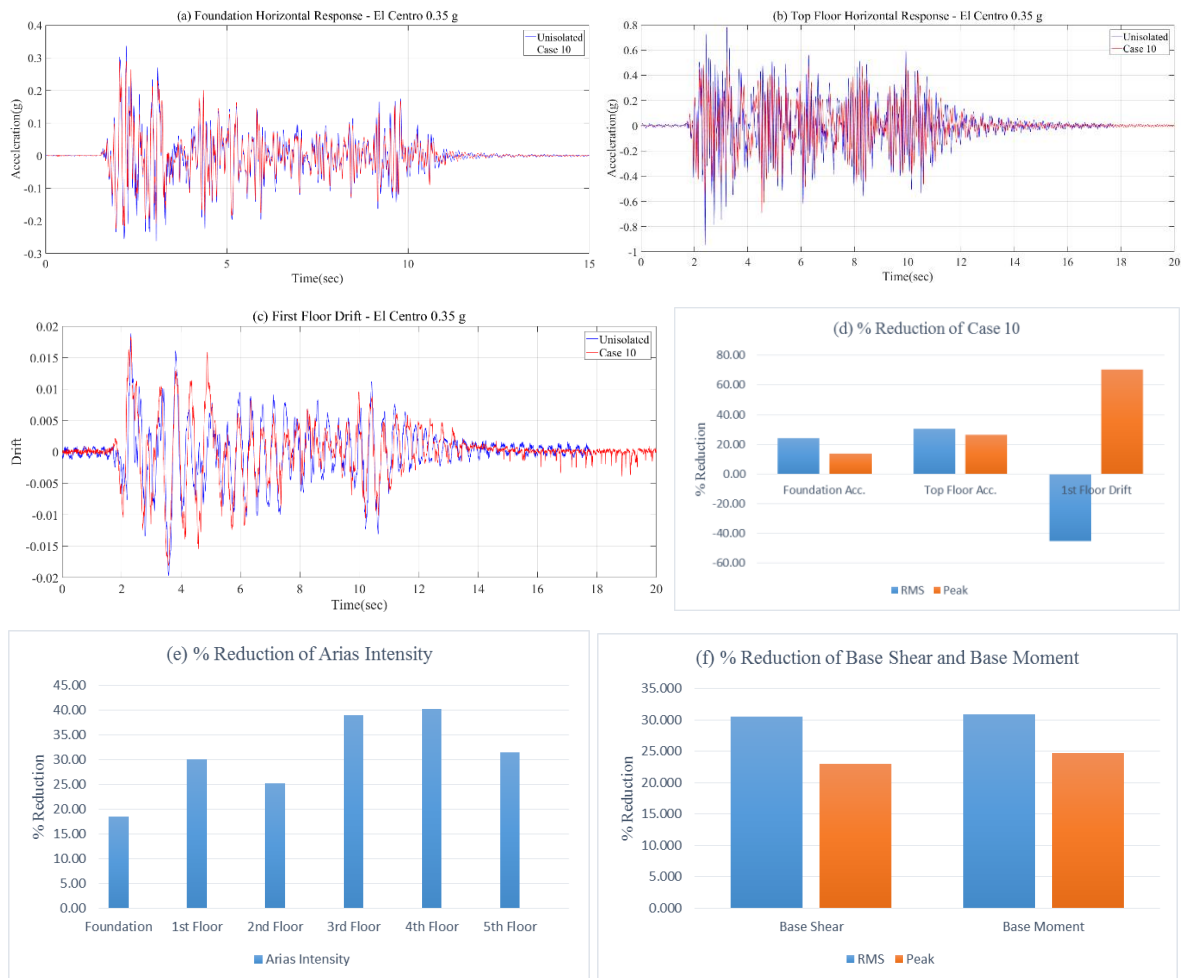 (a) Foundation Horizontal Response - El Centro 0.35 g
0.4
0.3
0.2
0.1
0
-0.1
-0.2
-0.3
Acceleration(g)
0
5
10
15
Time(sec)
Unisolated
Case 10
(b) Top Floor Horizontal Response - El Centro 0.35 g
0.8
0.6
0.4
0.2
0
-0.2
-0.4
-0.6
-0.8
-1
Acceleration(g)
0
2
4
6
8
10
12
14
16
18
20
Time(sec)
Unisolated
Case 10
(c) First Floor Drift - El Centro 0.35 g
0.02
0.015
0.01
0.005
0
-0.005
-0.01
-0.015
-0.02
Drift
0
2
4
6
8
10
12
14
16
18
20
Time(sec)
Unisolated
Case 10
(d) % Reduction of Case 10
80.00
60.00
40.00
20.00
0.00
-20.00
-40.00
-60.00
% Reduction
Foundation Acc.
Top Floor Acc.
1st Floor Drift
RMS
Peak
(e) % Reduction of Arias Intensity
45.00
40.00
35.00
30.00
25.00
20.00
15.00
10.00
5.00
0.00
% Reduction
Foundation
1st Floor
2nd Floor
3rd Floor
4th Floor
5th Floor
Arias Intensity
(f) % Reduction of Base Shear and Base Moment
35.000
30.000
25.000
20.000
15.000
10.000
5.000
0.000
% Reduction
Base Shear
Base Moment
RMS
Peak